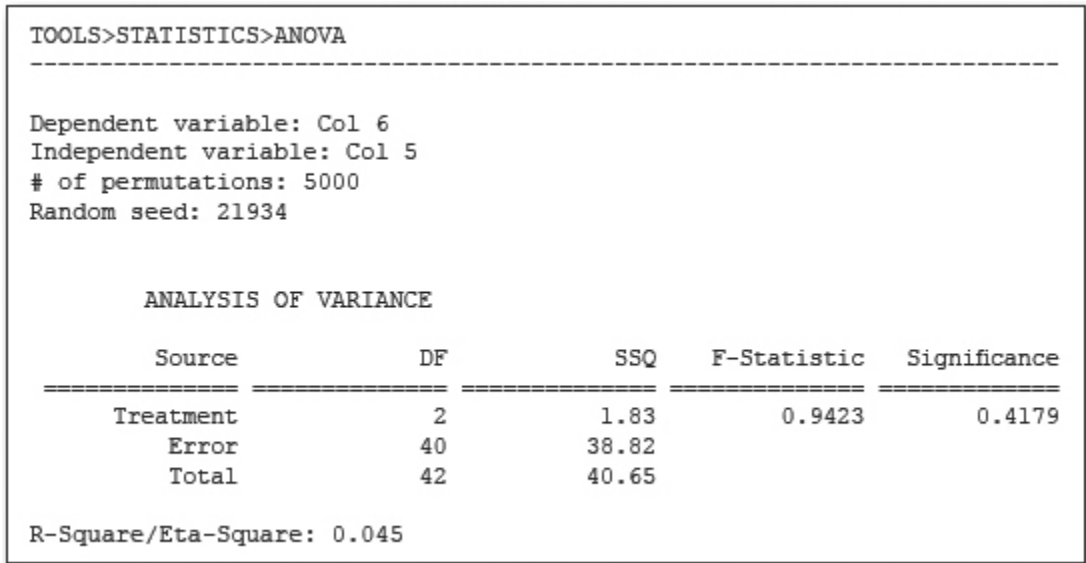 TOOLS>STATISTICS>ANOVA
--------------------------------------------------------------------------
Dependent variable: Col 6
Independent variable: Col 5
# of permutations: 5000
Random seed: 21934
ANALYSIS OF VARIANCE
Source DF SSQ F-Statistic Significance
============== ============== ============== ============== =============
Treatment 2 1.83 0.9423 0.4179
Error 40 38.82
Total 42 40.65
R-Square/Eta-Square: 0.045